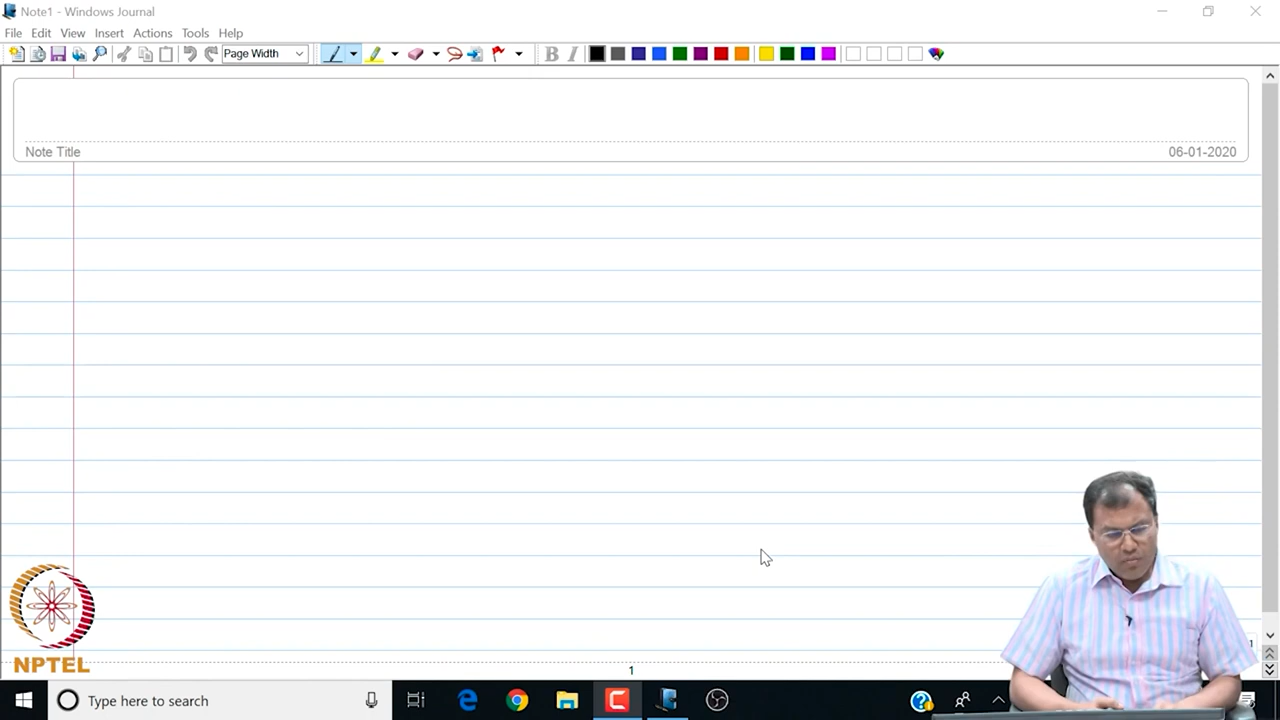 Note1 - Windows Journal
File Edit View Insert Actions Tools Help
Page Width
B I
Note Title
06-01-2020
NPTEL
1
1
Type here to search